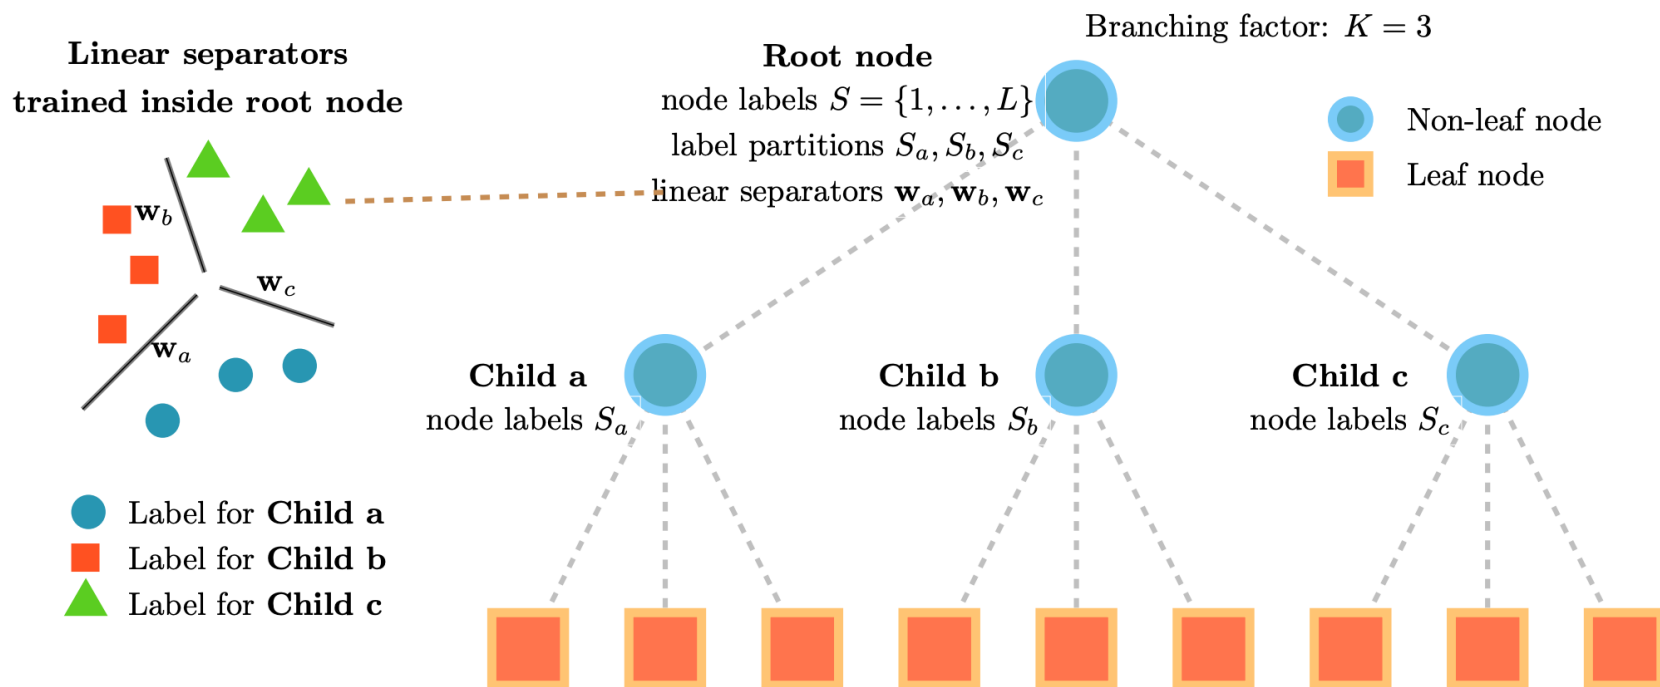 Linear separators
trained inside root node
w_b
w_c
w_a
Label for Child a
Label for Child b
Label for Child c
Root node
node labels S = {1, . . . , L}
label partitions S_a, S_b, S_c
linear separators w_a, w_b, w_c
Branching factor: K = 3
Non-leaf node
Leaf node
Child a
node labels S_a
Child b
node labels S_b
Child c
node labels S_c